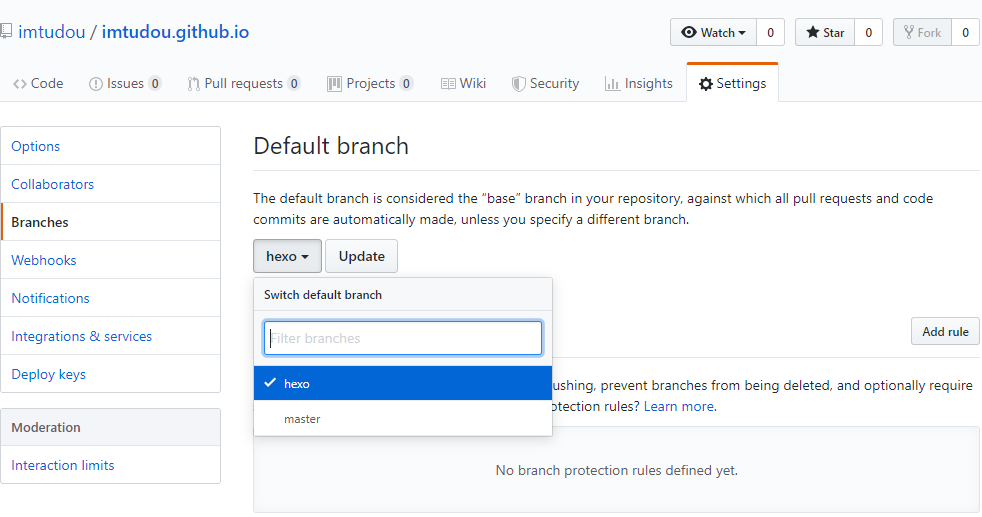 imtudou / imtudou.github.io
Watch 0 Star 0 Fork 0
Code Issues 0 Pull requests 0 Projects 0 Wiki Security Insights Settings
Options
Collaborators
Branches
Webhooks
Notifications
Integrations & services
Deploy keys
Moderation
Interaction limits
Default branch
The default branch is considered the “base” branch in your repository, against which all pull requests and code
commits are automatically made, unless you specify a different branch.
hexo Update
Switch default branch
Filter branches
hexo
master
Add rule
ushing, prevent branches from being deleted, and optionally require
otection rules? Learn more.
No branch protection rules defined yet.